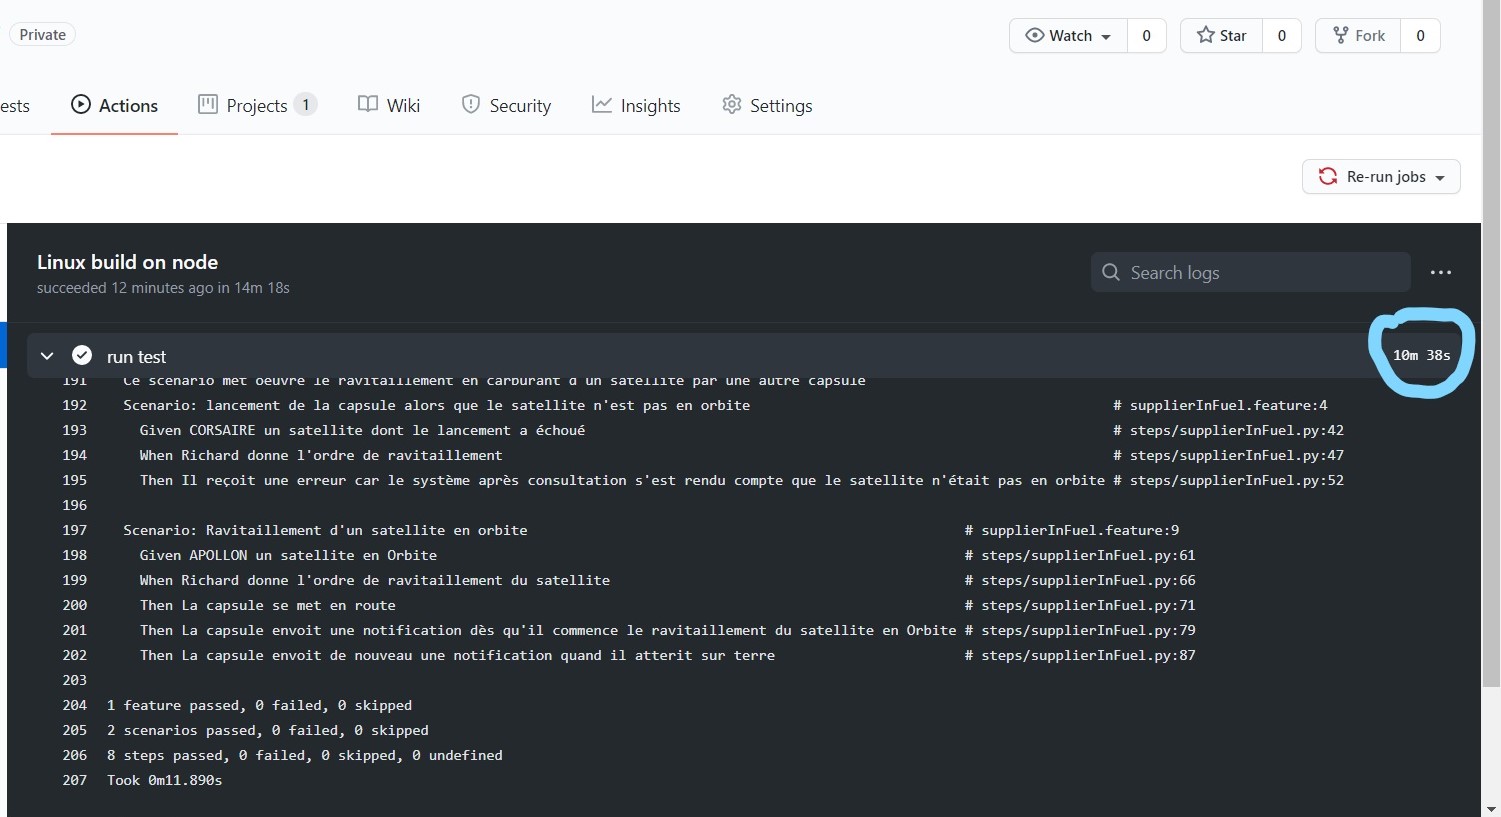 Private
Watch 0 Star 0 Fork 0
ests Actions Projects 1 Wiki Security Insights Settings
Re-run jobs
Linux build on node
succeeded 12 minutes ago in 14m 18s
Search logs
run test 10m 38s
191 Ce scenario met oeuvre le ravitaillement en carburant d'un satellite par une autre capsule
192 Scenario: lancement de la capsule alors que le satellite n'est pas en orbite # supplierInFuel.feature:4
193 Given CORSAIRE un satellite dont le lancement a échoué # steps/supplierInFuel.py:42
194 When Richard donne l'ordre de ravitaillement # steps/supplierInFuel.py:47
195 Then Il reçoit une erreur car le système après consultation s'est rendu compte que le satellite n'était pas en orbite # steps/supplierInFuel.py:52
196
197 Scenario: Ravitaillement d'un satellite en orbite # supplierInFuel.feature:9
198 Given APOLLON un satellite en Orbite # steps/supplierInFuel.py:61
199 When Richard donne l'ordre de ravitaillement du satellite # steps/supplierInFuel.py:66
200 Then La capsule se met en route # steps/supplierInFuel.py:71
201 Then La capsule envoit une notification dès qu'il commence le ravitaillement du satellite en Orbite # steps/supplierInFuel.py:79
202 Then La capsule envoit de nouveau une notification quand il atterit sur terre # steps/supplierInFuel.py:87
203
204 1 feature passed, 0 failed, 0 skipped
205 2 scenarios passed, 0 failed, 0 skipped
206 8 steps passed, 0 failed, 0 skipped, 0 undefined
207 Took 0m11.890s